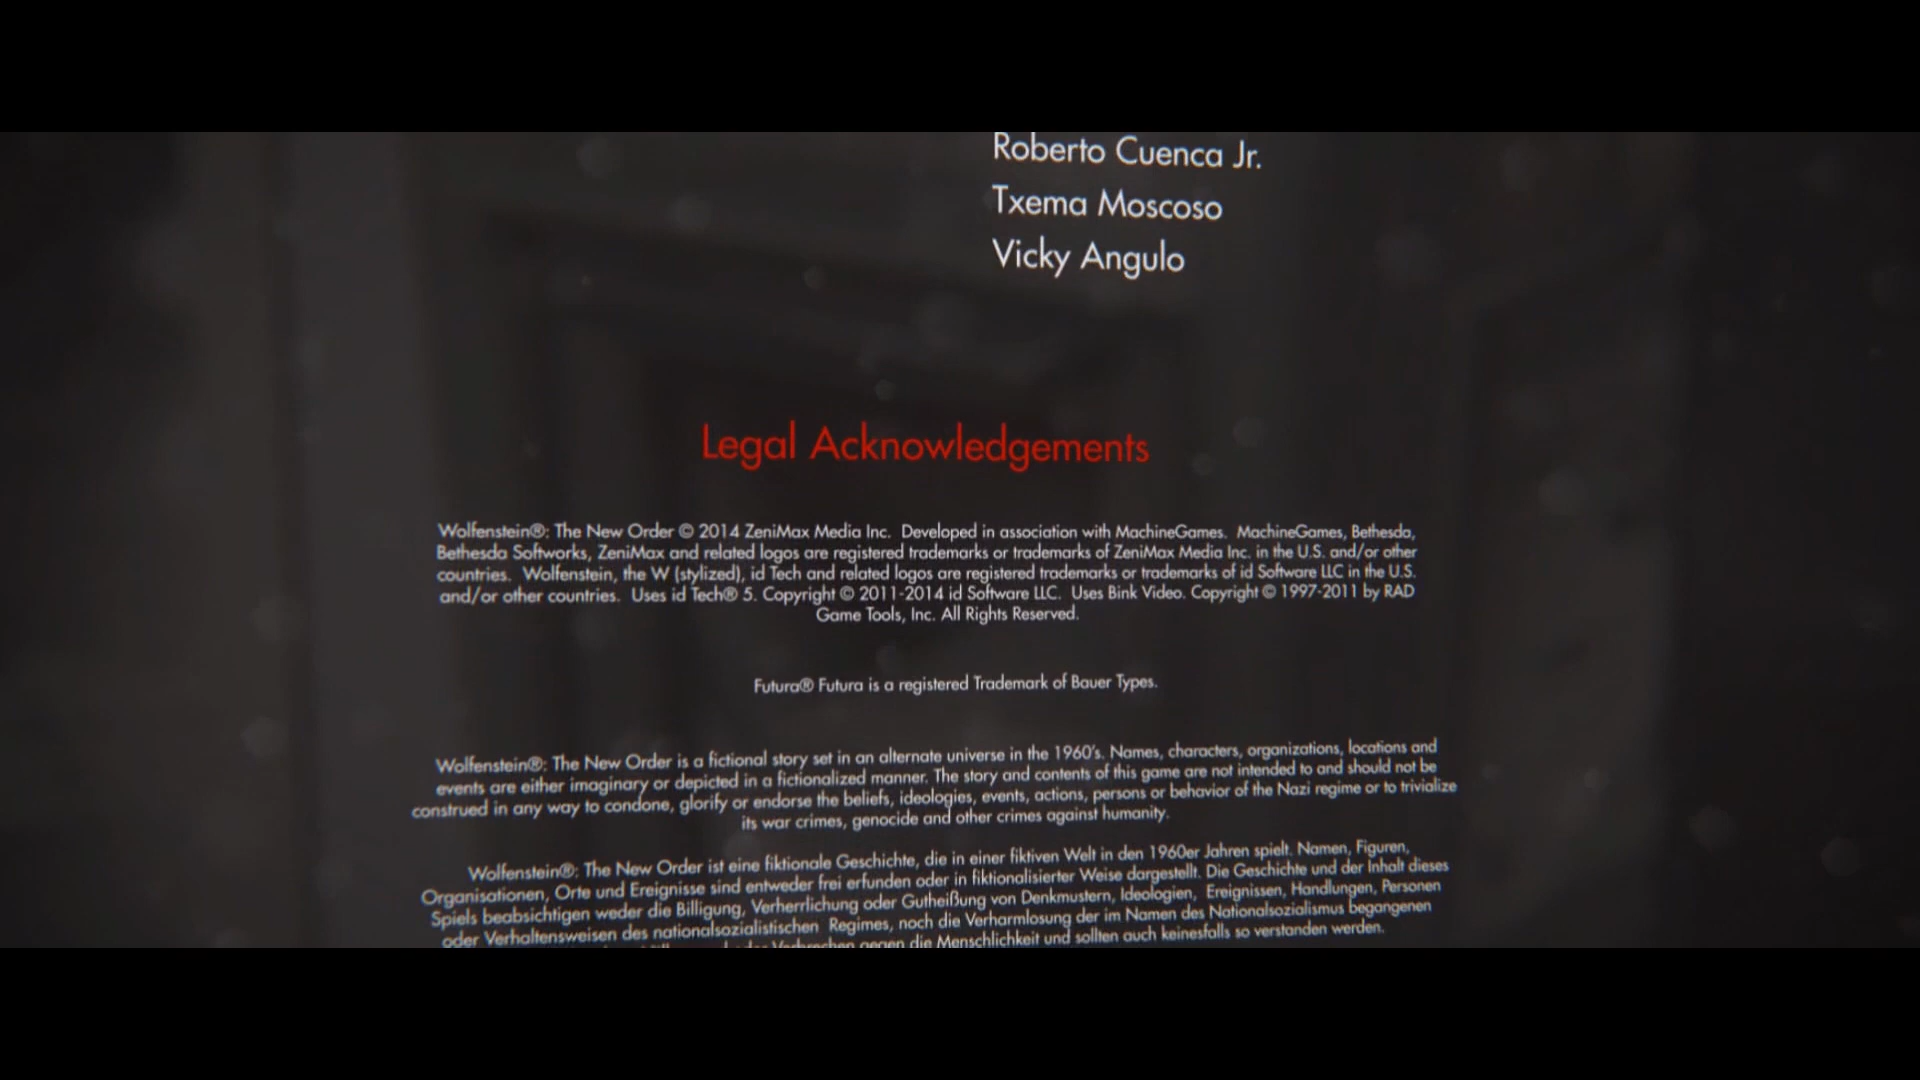 Roberto Cuenca Jr.
Txema Moscoso
Vicky Angulo
Legal Acknowledgements
Wolfenstein®: The New Order © 2014 ZeniMax Media Inc.  Developed in association with MachineGames.  MachineGames, Bethesda,
Bethesda Softworks, ZeniMax and related logos are registered trademarks or trademarks of ZeniMax Media Inc. in the U.S. and/or other
countries.  Wolfenstein, the W (stylized), id Tech and related logos are registered trademarks or trademarks of id Software LLC in the U.S.
and/or other countries.  Uses id Tech® 5. Copyright © 2011-2014 id Software LLC.  Uses Bink Video. Copyright © 1997-2011 by RAD
Game Tools, Inc. All Rights Reserved.
Futura® Futura is a registered Trademark of Bauer Types.
Wolfenstein®: The New Order is a fictional story set in an alternate universe in the 1960's. Names, characters, organizations, locations and
events are either imaginary or depicted in a fictionalized manner. The story and contents of this game are not intended to and should not be
construed in any way to condone, glorify or endorse the beliefs, ideologies, events, actions, persons or behavior of the Nazi regime or to trivialize
its war crimes, genocide and other crimes against humanity.
Wolfenstein®: The New Order ist eine fiktionale Geschichte, die in einer fiktiven Welt in den 1960er Jahren spielt. Namen, Figuren,
Organisationen, Orte und Ereignisse sind entweder frei erfunden oder in fiktionalisierter Weise dargestellt. Die Geschichte und der Inhalt dieses
Spiels beabsichtigen weder die Billigung, Verherrlichung oder Gutheißung von Denkmustern, Ideologien,  Ereignissen, Handlungen, Personen
oder Verhaltensweisen des nationalsozialistischen  Regimes, noch die Verharmlosung der im Namen des Nationalsozialismus begangenen
Verbrechen gegen die Menschlichkeit und sollten auch keinesfalls so verstanden werden.